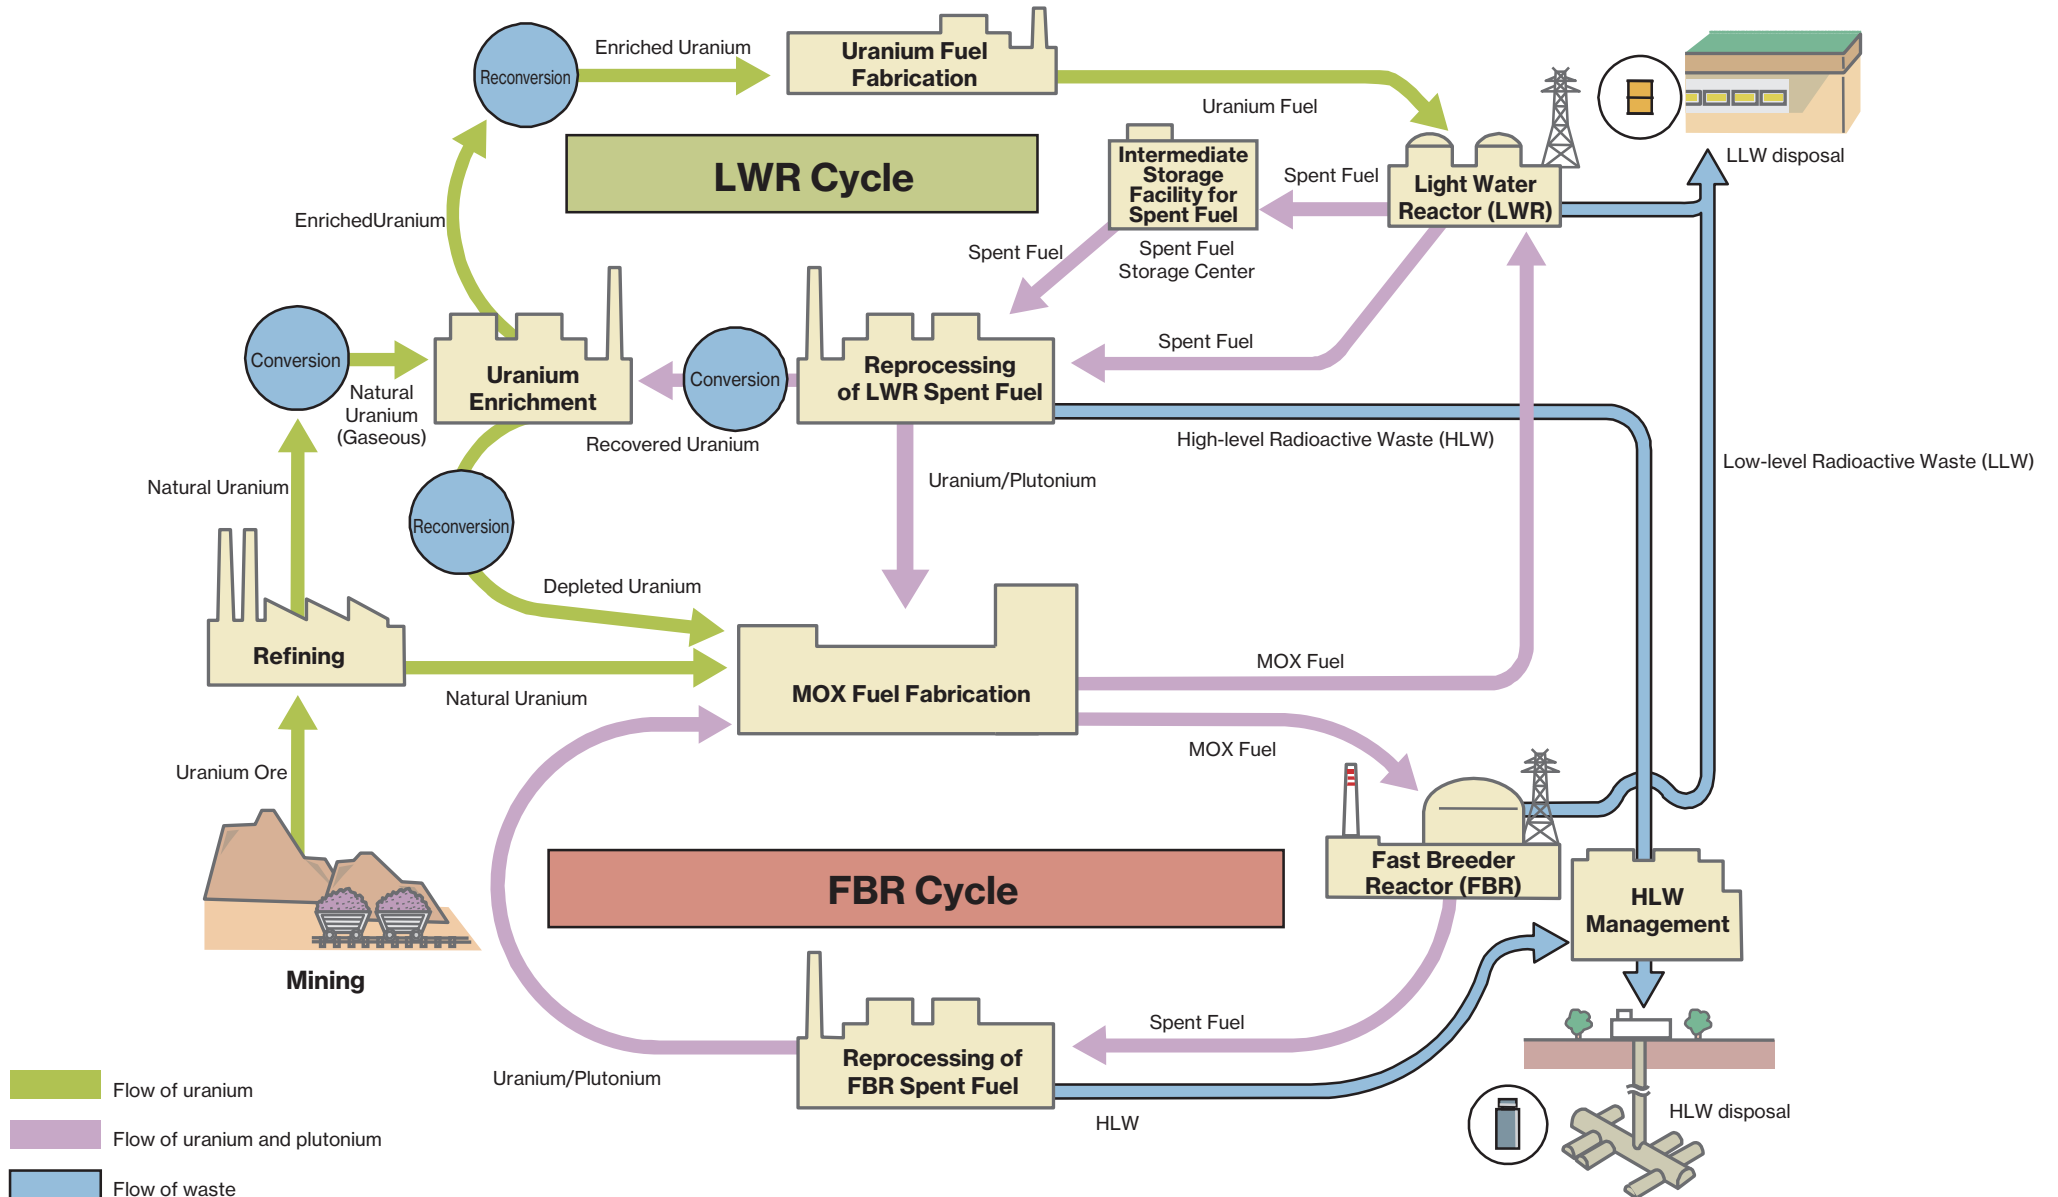 Enriched Uranium
Reconversion
Uranium Fuel
Fabrication
Uranium Fuel
LWR Cycle
Intermediate
Storage
Facility for
Spent Fuel
Spent Fuel
Light Water
Reactor (LWR)
LLW disposal
EnrichedUranium
Spent Fuel
Spent Fuel
Storage Center
Conversion
Natural
Uranium
(Gaseous)
Uranium
Enrichment
Conversion
Recovered Uranium
Reprocessing
of LWR Spent Fuel
Spent Fuel
High-level Radioactive Waste (HLW)
Low-level Radioactive Waste (LLW)
Natural Uranium
Reconversion
Uranium/Plutonium
Depleted Uranium
Refining
Natural Uranium
MOX Fuel Fabrication
MOX Fuel
MOX Fuel
Uranium Ore
Mining
FBR Cycle
Fast Breeder
Reactor (FBR)
HLW
Management
Spent Fuel
Reprocessing of
FBR Spent Fuel
Uranium/Plutonium
HLW
HLW disposal
Flow of uranium
Flow of uranium and plutonium
Flow of waste